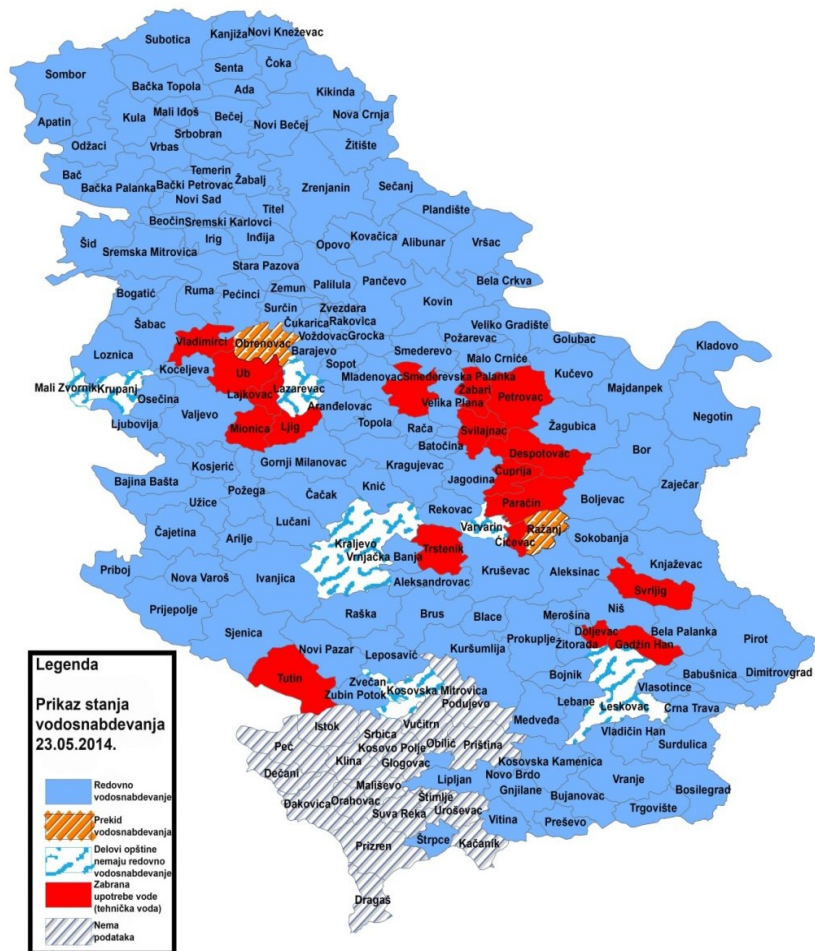 Subotica
Kanjiža
Novi Kneževac
Sombor
Senta
Čoka
Bačka Topola
Ada
Kikinda
Apatin
Kula
Mali Iđoš
Bečej
Novi Bečej
Nova Crnja
Srbobran
Odžaci
Vrbas
Žitište
Bač
Temerin
Bačka Palanka
Bački Petrovac
Žabalj
Zrenjanin
Sečanj
Novi Sad
Titel
Plandište
Beočin
Sremski Karlovci
Šid
Sremska Mitrovica
Irig
Inđija
Opovo
Kovačica
Alibunar
Vršac
Stara Pazova
Bogatić
Ruma
Pećinci
Zemun
Palilula
Pančevo
Bela Crkva
Surčin
Zvezdara
Kovin
Šabac
Čukarica
Rakovica
Veliko Gradište
Vladimirci
Obrenovac
Voždovac
Grocka
Požarevac
Golubac
Kladovo
Loznica
Barajevo
Smederevo
Malo Crniće
Koceljeva
Ub
Sopot
Mali Zvornik
Krupanj
Lazarevac
Mladenovac
Smederevska Palanka
Kučevo
Majdanpek
Osečina
Lajkovac
Žabari
Petrovac
Ljubovija
Valjevo
Aranđelovac
Velika Plana
Negotin
Mionica
Ljig
Topola
Rača
Svilajnac
Žagubica
Batočina
Bor
Kosjerić
Gornji Milanovac
Kragujevac
Despotovac
Bajina Bašta
Jagodina
Ćuprija
Zaječar
Užice
Požega
Čačak
Knić
Paraćin
Boljevac
Lučani
Rekovac
Varvarin
Ražanj
Čajetina
Arilje
Kraljevo
Vrnjačka Banja
Trstenik
Ćićevac
Sokobanja
Priboj
Nova Varoš
Ivanjica
Aleksandrovac
Kruševac
Aleksinac
Knjaževac
Svrljig
Prijepolje
Raška
Brus
Blace
Merošina
Niš
Sjenica
Novi Pazar
Leposavić
Kuršumlija
Prokuplje
Doljevac
Bela Palanka
Pirot
Žitorađa
Gadžin Han
Tutin
Zvečan
Bojnik
Babušnica
Dimitrovgrad
Zubin Potok
Kosovska Mitrovica
Vlasotince
Podujevo
Lebane
Leskovac
Crna Trava
Istok
Srbica
Vučitrn
Medveđa
Vladičin Han
Peć
Kosovo Polje
Obilić
Priština
Surdulica
Klina
Glogovac
Kosovska Kamenica
Dečani
Mališevo
Lipljan
Novo Brdo
Vranje
Bosilegrad
Đakovica
Orahovac
Štimlje
Gnjilane
Bujanovac
Suva Reka
Uroševac
Vitina
Preševo
Trgovište
Prizren
Štrpce
Kačanik
Dragaš
Legenda
Prikaz stanja
vodosnabdevanja
23.05.2014.
Redovno
vodosnabdevanje
Prekid
vodosnabdevanja
Delovi opštine
nemaju redovno
vodosnabdevanje
Zabrana
upotrebe vode
(tehnička voda)
Nema
podataka